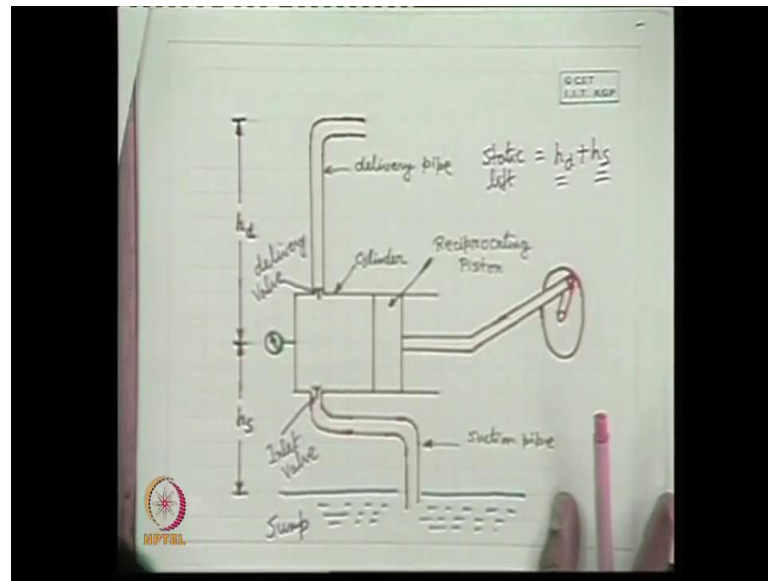 © CET
I.I.T. KGP
delivery pipe
static = hd + hs
lift
hd
delivery
valve
Cylinder
Reciprocating
Piston
hs
Inlet
valve
suction pipe
Sump
NPTEL